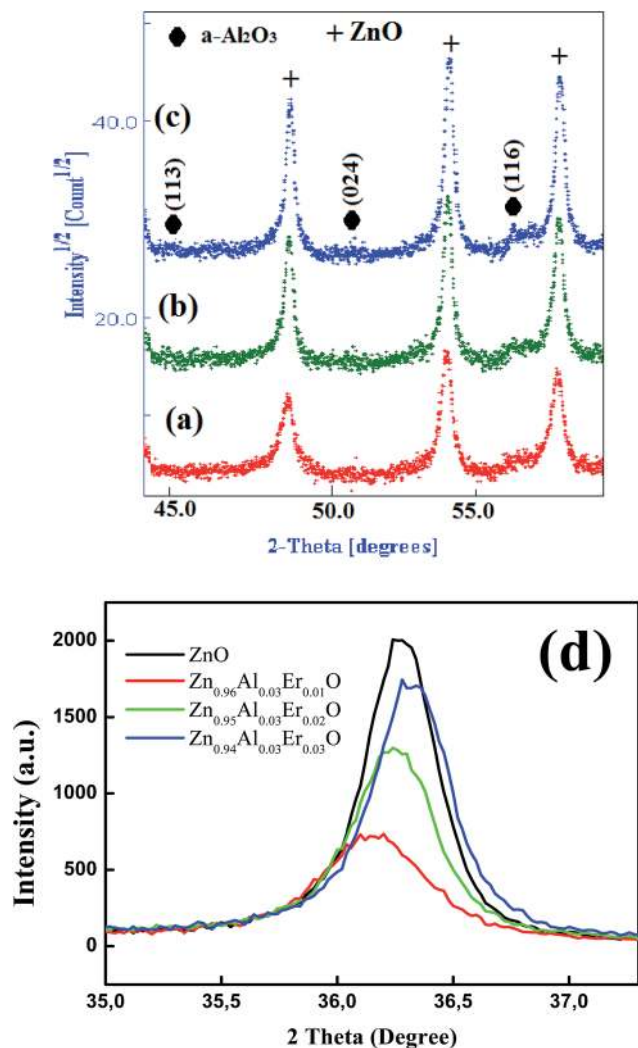 a-Al₂O₃ + ZnO
+ + +
(c)
40.0
(113) (024) (116)
Intensity^1/2 [Count^1/2]
(b)
20.0
(a)
45.0 50.0 55.0
2-Theta [degrees]
(d)
2000
ZnO
Zn₀.₉₆Al₀.₀₃Er₀.₀₁O
Zn₀.₉₅Al₀.₀₃Er₀.₀₂O
1500
Zn₀.₉₄Al₀.₀₃Er₀.₀₃O
Intensity (a.u.)
1000
500
0
35,0 35,5 36,0 36,5 37,0
2 Theta (Degree)